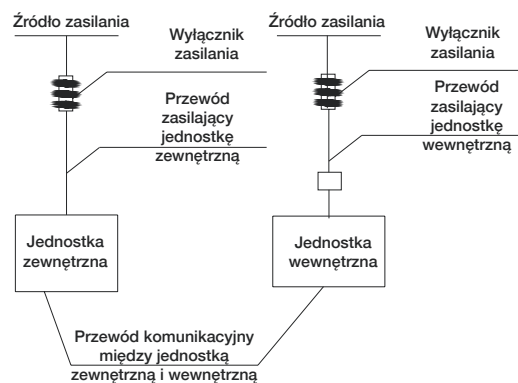 Źródło zasilania
Wyłącznik
zasilania
Przewód
zasilający
jednostkę
zewnętrzną
Jednostka
zewnętrzna
Źródło zasilania
Wyłącznik
zasilania
Przewód
zasilający
jednostkę
wewnętrzną
Jednostka
wewnętrzna
Przewód komunikacyjny
między jednostką
zewnętrzną i wewnętrzną